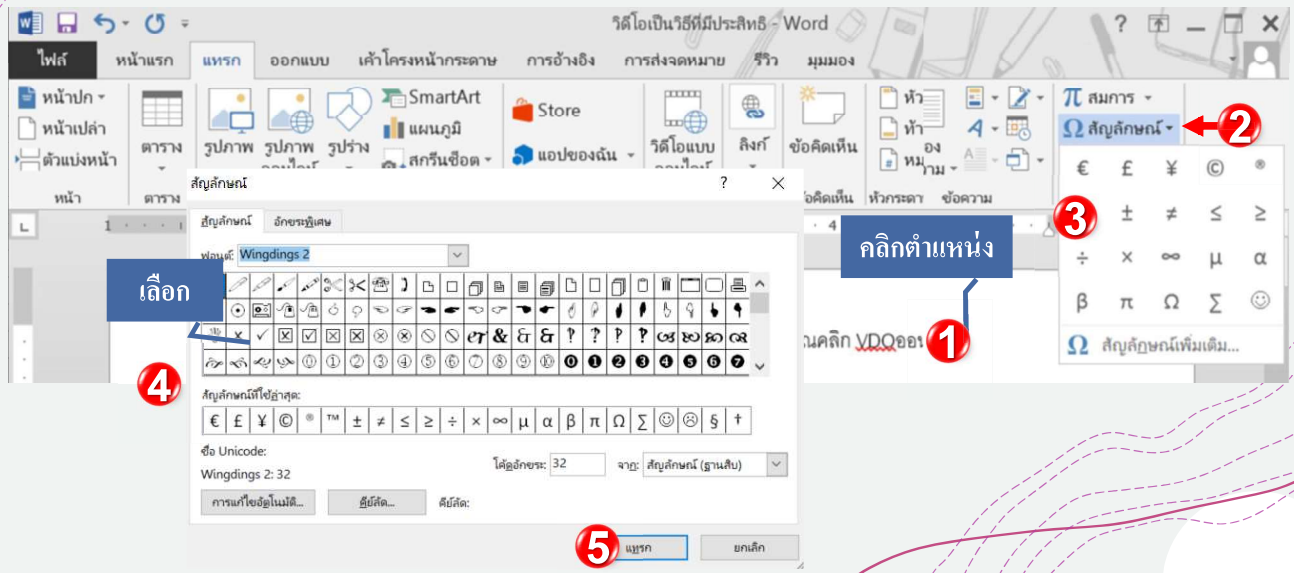 วิดีโอเป็นวิธีที่มีประสิทธิ - Word
ไฟล์ หน้าแรก แทรก ออกแบบ เค้าโครงหน้ากระดาษ การอ้างอิง การส่งจดหมาย รีวิว มุมมอง
หน้าปก
หน้าเปล่า
ตัวแบ่งหน้า
หน้า
ตาราง
ตาราง
รูปภาพ
รูปภาพ
รูปร่าง
SmartArt
แผนภูมิ
สกรีนช็อต
Store
แอปของฉัน
วิดีโอแบบ
ลิงก์
ข้อคิดเห็น
ข้อคิดเห็น
หัวกระดา
ข้อความ
สมการ
สัญลักษณ์
2
€ £ ¥ © ®
± ≠ ≤ ≥
3
÷ × ∞ µ α
β π Ω ∑ ☺
Ω สัญลักษณ์เพิ่มเติม...
คลิกตำแหน่ง
ุณคลิก VDOออน
1
สัญลักษณ์
สัญลักษณ์ อักขระพิเศษ
ฟอนต์: Wingdings 2
เลือก
4
สัญลักษณ์ที่ใช้ล่าสุด:
€ £ ¥ © ® ™ ± ≠ ≤ ≥ ÷ × ∞ µ α β π Ω ∑ ☺ ☹ § †
ชื่อ Unicode:
Wingdings 2: 32
โค้ดอักขระ: 32 จาก: สัญลักษณ์ (ฐานสิบ)
การแก้ไขอัตโนมัติ... คีย์ลัด... คีย์ลัด:
5
แทรก ยกเลิก